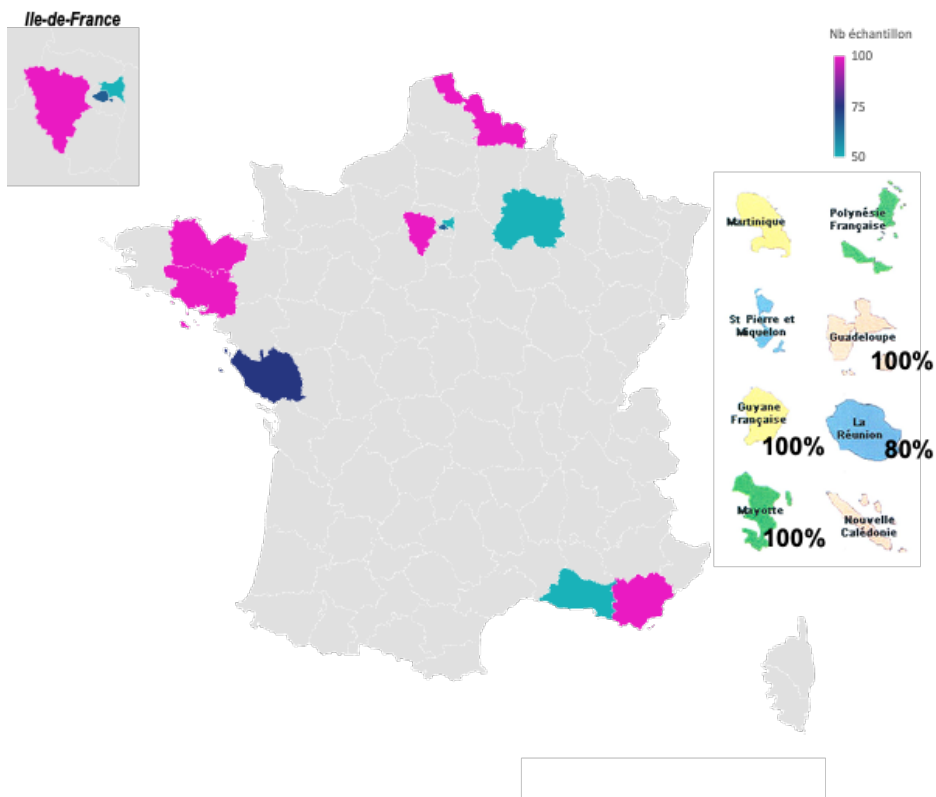 Ile-de-France
Nb échantillon
100
75
50
Martinique
Polynésie
Française
St Pierre et
Miquelon
Guadeloupe
100%
Guyane
Française
100%
La
Réunion
80%
Mayotte
100%
Nouvelle
Calédonie